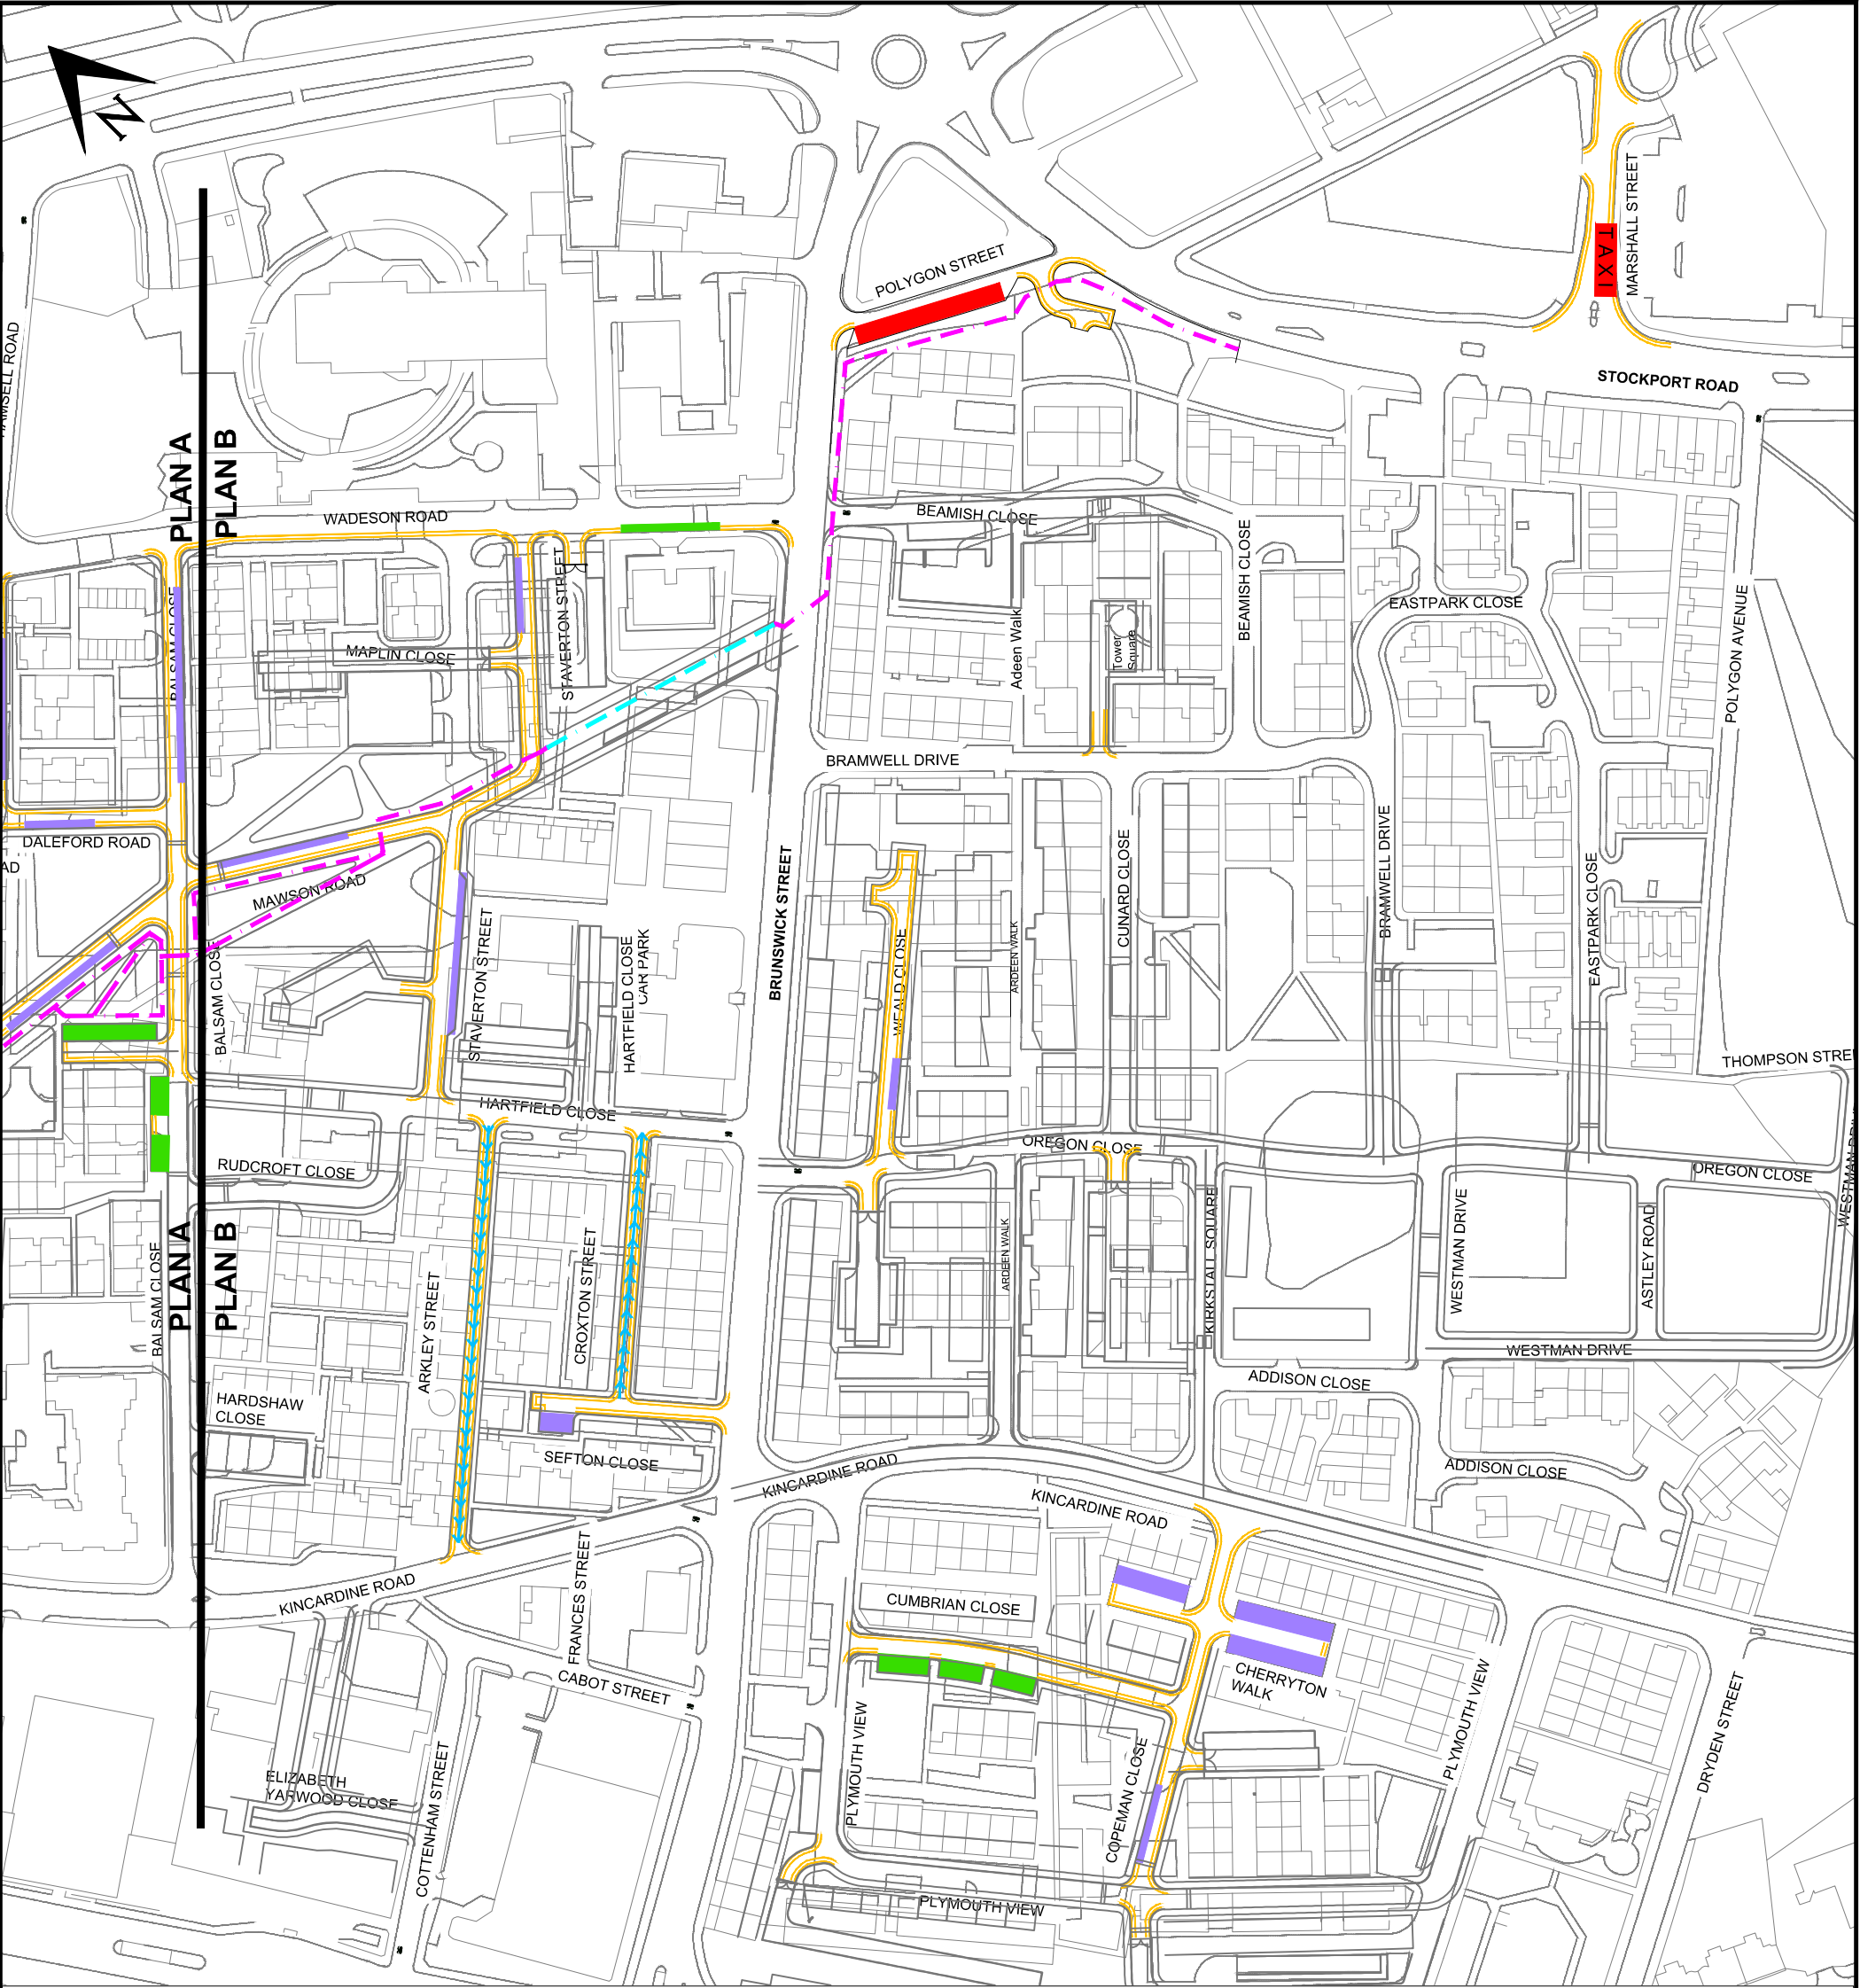 N
POLYGON STREET
TAXI
MARSHALL STREET
STOCKPORT ROAD
PLAN A
PLAN B
WADESON ROAD
BEAMISH CLOSE
BEAMISH CLOSE
BALSAM CLOSE
STAVERTON STREET
MAPLIN CLOSE
Adeen Walk
Tower
Square
EASTPARK CLOSE
POLYGON AVENUE
BRAMWELL DRIVE
DALEFORD ROAD
AD
MAWSON ROAD
BRUNSWICK STREET
CUNARD CLOSE
BRAMWELL DRIVE
EASTPARK CLOSE
BALSAM CLOSE
STAVERTON STREET
HARTFIELD CLOSE
CAR PARK
WEALD CLOSE
ARDEEN WALK
THOMPSON STREE
HARTFIELD CLOSE
OREGON CLOSE
OREGON CLOSE
RUDCROFT CLOSE
WESTMAN DRIVE
KIRKSTALL SQUARE
WESTMAN DRIVE
ASTLEY ROAD
PLAN A
PLAN B
BALSAM CLOSE
ARKLEY STREET
CROXTON STREET
ARDEEN WALK
WESTMAN DRIVE
ADDISON CLOSE
HARDSHAW
CLOSE
SEFTON CLOSE
KINCARDINE ROAD
ADDISON CLOSE
KINCARDINE ROAD
KINCARDINE ROAD
FRANCES STREET
CUMBRIAN CLOSE
CABOT STREET
CHERRYTON
WALK
PLYMOUTH VIEW
PLYMOUTH VIEW
DRYDEN STREET
COPEMAN CLOSE
ELIZABETH
YARWOOD CLOSE
COTTENHAM STREET
PLYMOUTH VIEW